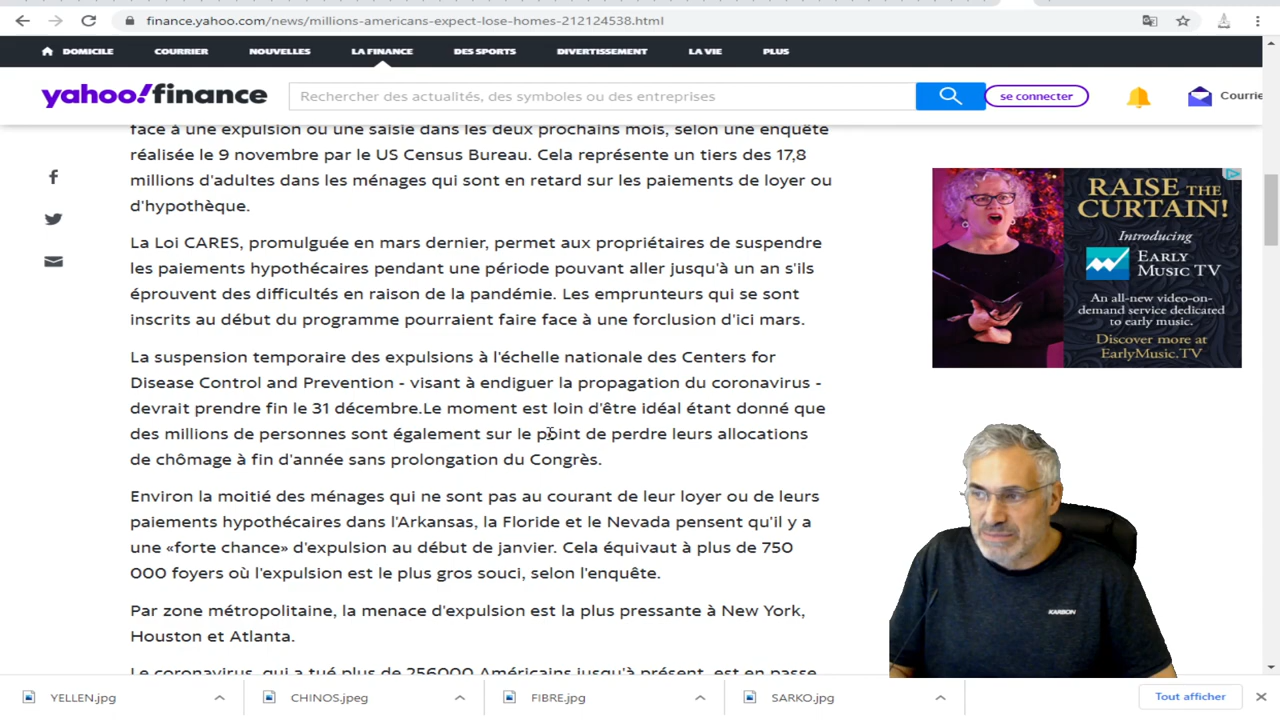 finance.yahoo.com/news/millions-americans-expect-lose-homes-212124538.html
DOMICILE COURRIER NOUVELLES LA FINANCE DES SPORTS DIVERTISSEMENT LA VIE PLUS
yahoo!finance
Rechercher des actualités, des symboles ou des entreprises
se connecter
Courrie
face à une expulsion ou une saisie dans les deux prochains mois, selon une enquête
réalisée le 9 novembre par le US Census Bureau. Cela représente un tiers des 17,8
millions d'adultes dans les ménages qui sont en retard sur les paiements de loyer ou
d'hypothèque.
La Loi CARES, promulguée en mars dernier, permet aux propriétaires de suspendre
les paiements hypothécaires pendant une période pouvant aller jusqu'à un an s'ils
éprouvent des difficultés en raison de la pandémie. Les emprunteurs qui se sont
inscrits au début du programme pourraient faire face à une forclusion d'ici mars.
La suspension temporaire des expulsions à l'échelle nationale des Centers for
Disease Control and Prevention - visant à endiguer la propagation du coronavirus -
devrait prendre fin le 31 décembre.Le moment est loin d'être idéal étant donné que
des millions de personnes sont également sur le point de perdre leurs allocations
de chômage à fin d'année sans prolongation du Congrès.
Environ la moitié des ménages qui ne sont pas au courant de leur loyer ou de leurs
paiements hypothécaires dans l'Arkansas, la Floride et le Nevada pensent qu'il y a
une «forte chance» d'expulsion au début de janvier. Cela équivaut à plus de 750
000 foyers où l'expulsion est le plus gros souci, selon l'enquête.
Par zone métropolitaine, la menace d'expulsion est la plus pressante à New York,
Houston et Atlanta.
Le coronavirus, qui a tué plus de 256000 Américains jusqu'à présent, est en passe
RAISE THE
CURTAIN!
Introducing
EARLY
MUSIC TV
An all-new video-on-
demand service dedicated
to early music.
Discover more at
EarlyMusic.TV
KARBON
YELLEN.jpg
CHINOS.jpeg
FIBRE.jpg
SARKO.jpg
Tout afficher